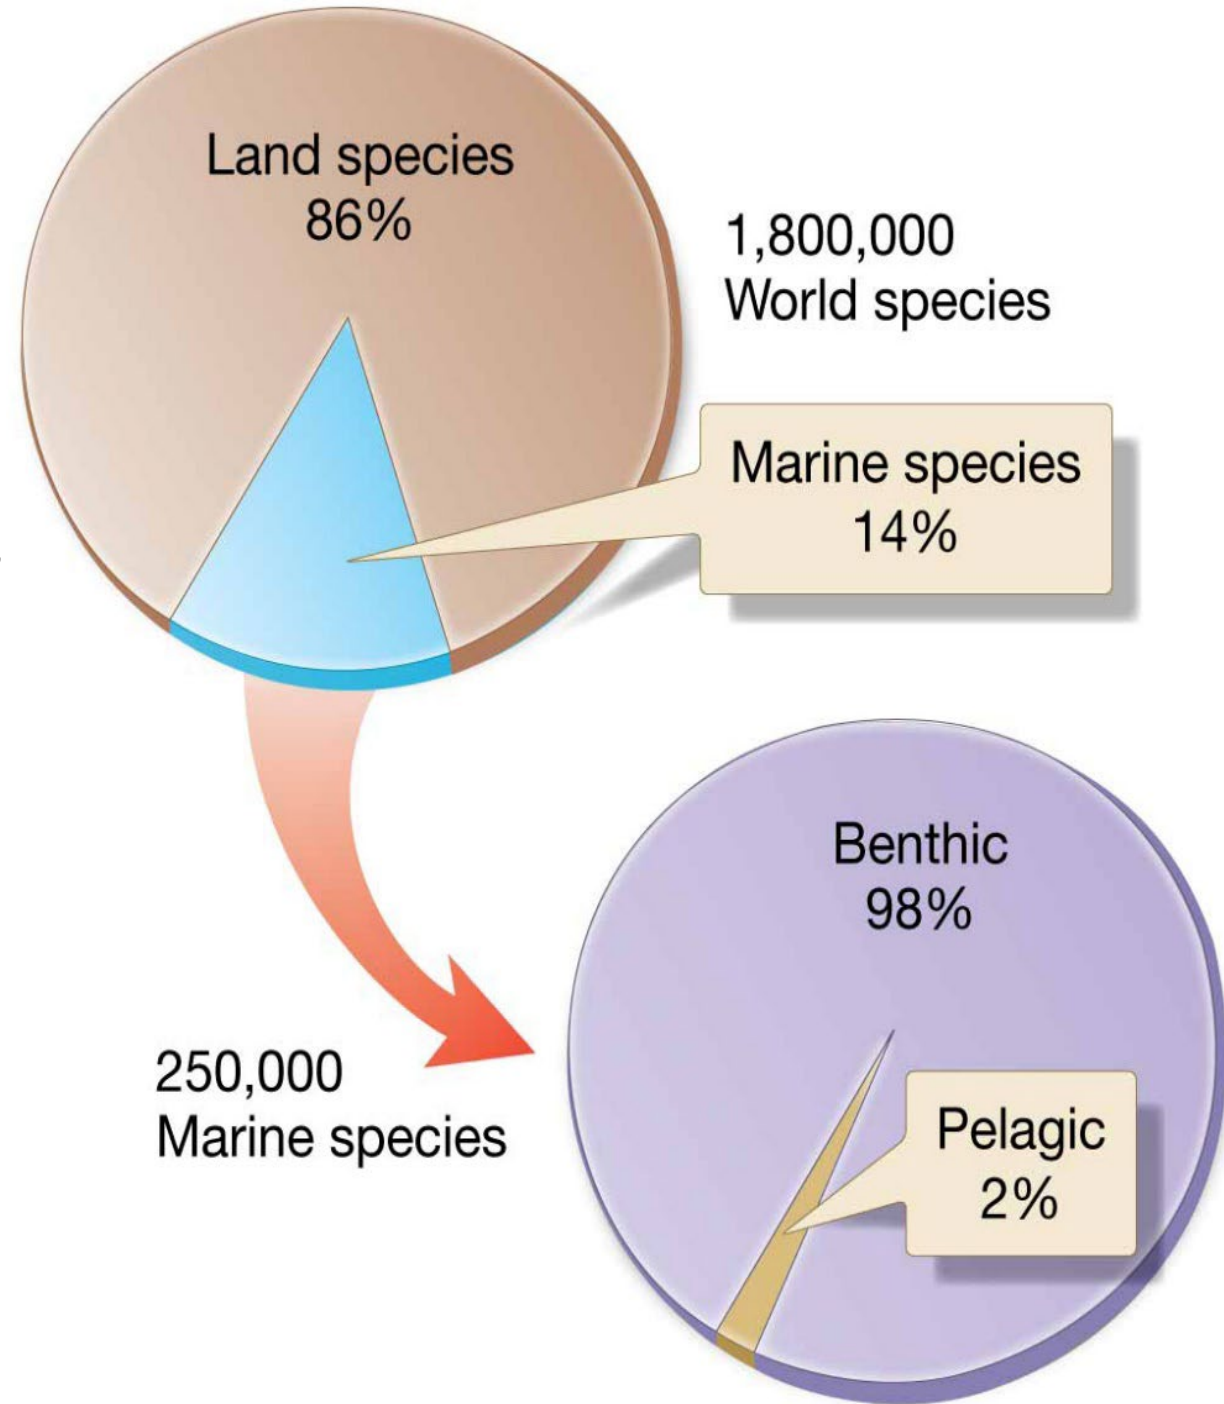 Land species
86%
1,800,000
World species
Marine species
14%
Benthic
98%
250,000
Marine species
Pelagic
2%